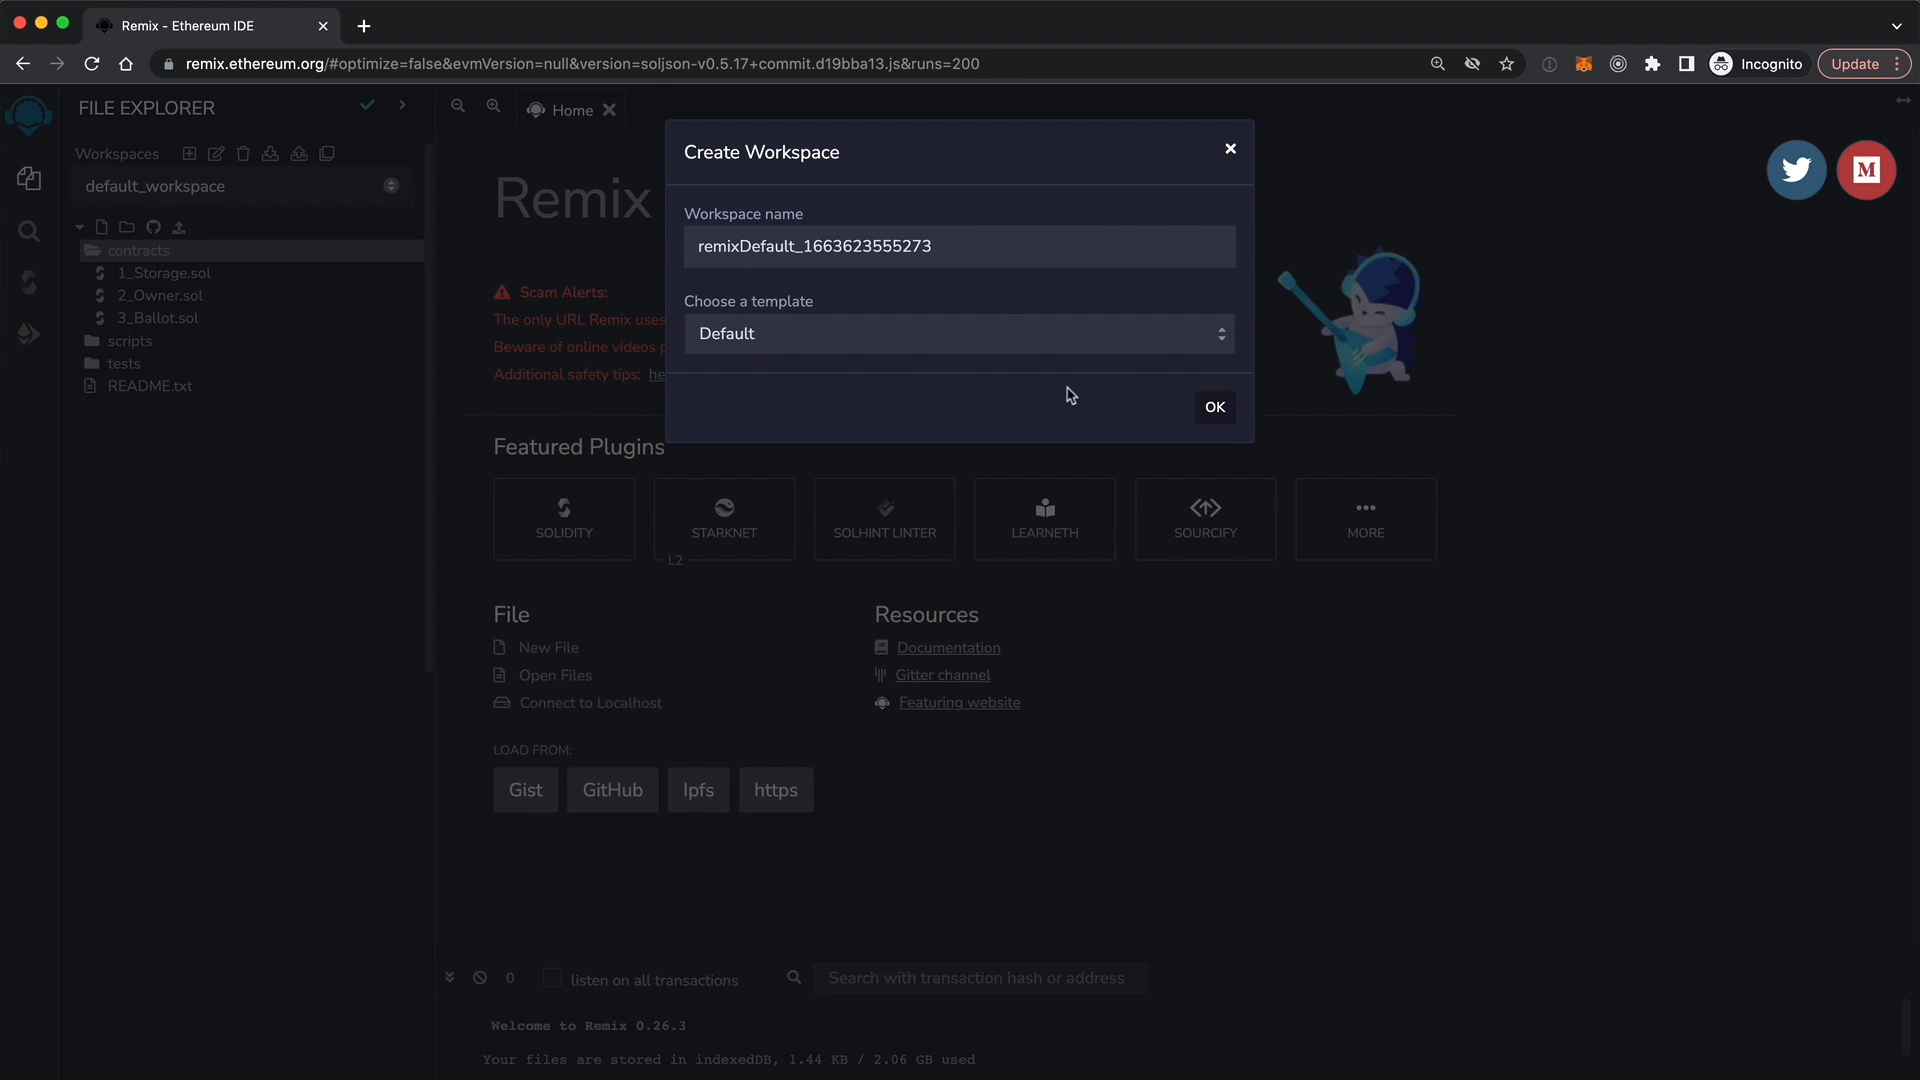 Remix - Ethereum IDE
remix.ethereum.org/#optimize=false&evmVersion=null&version=soljson-v0.5.17+commit.d19bba13.js&runs=200
Incognito
Update
FILE EXPLORER
Workspaces
default_workspace
contracts
1_Storage.sol
2_Owner.sol
3_Ballot.sol
scripts
tests
README.txt
Home
Remix
Scam Alerts:
The only URL Remix uses
Beware of online videos p
Additional safety tips: he
Create Workspace
Workspace name
remixDefault_1663623555273
Choose a template
Default
OK
M
Featured Plugins
SOLIDITY
STARKNET
L2
SOLHINT LINTER
LEARNETH
SOURCIFY
MORE
File
New File
Open Files
Connect to Localhost
Resources
Documentation
Gitter channel
Featuring website
LOAD FROM:
Gist
GitHub
Ipfs
https
0
listen on all transactions
Search with transaction hash or address
Welcome to Remix 0.26.3
Your files are stored in indexedDB, 1.44 KB / 2.06 GB used